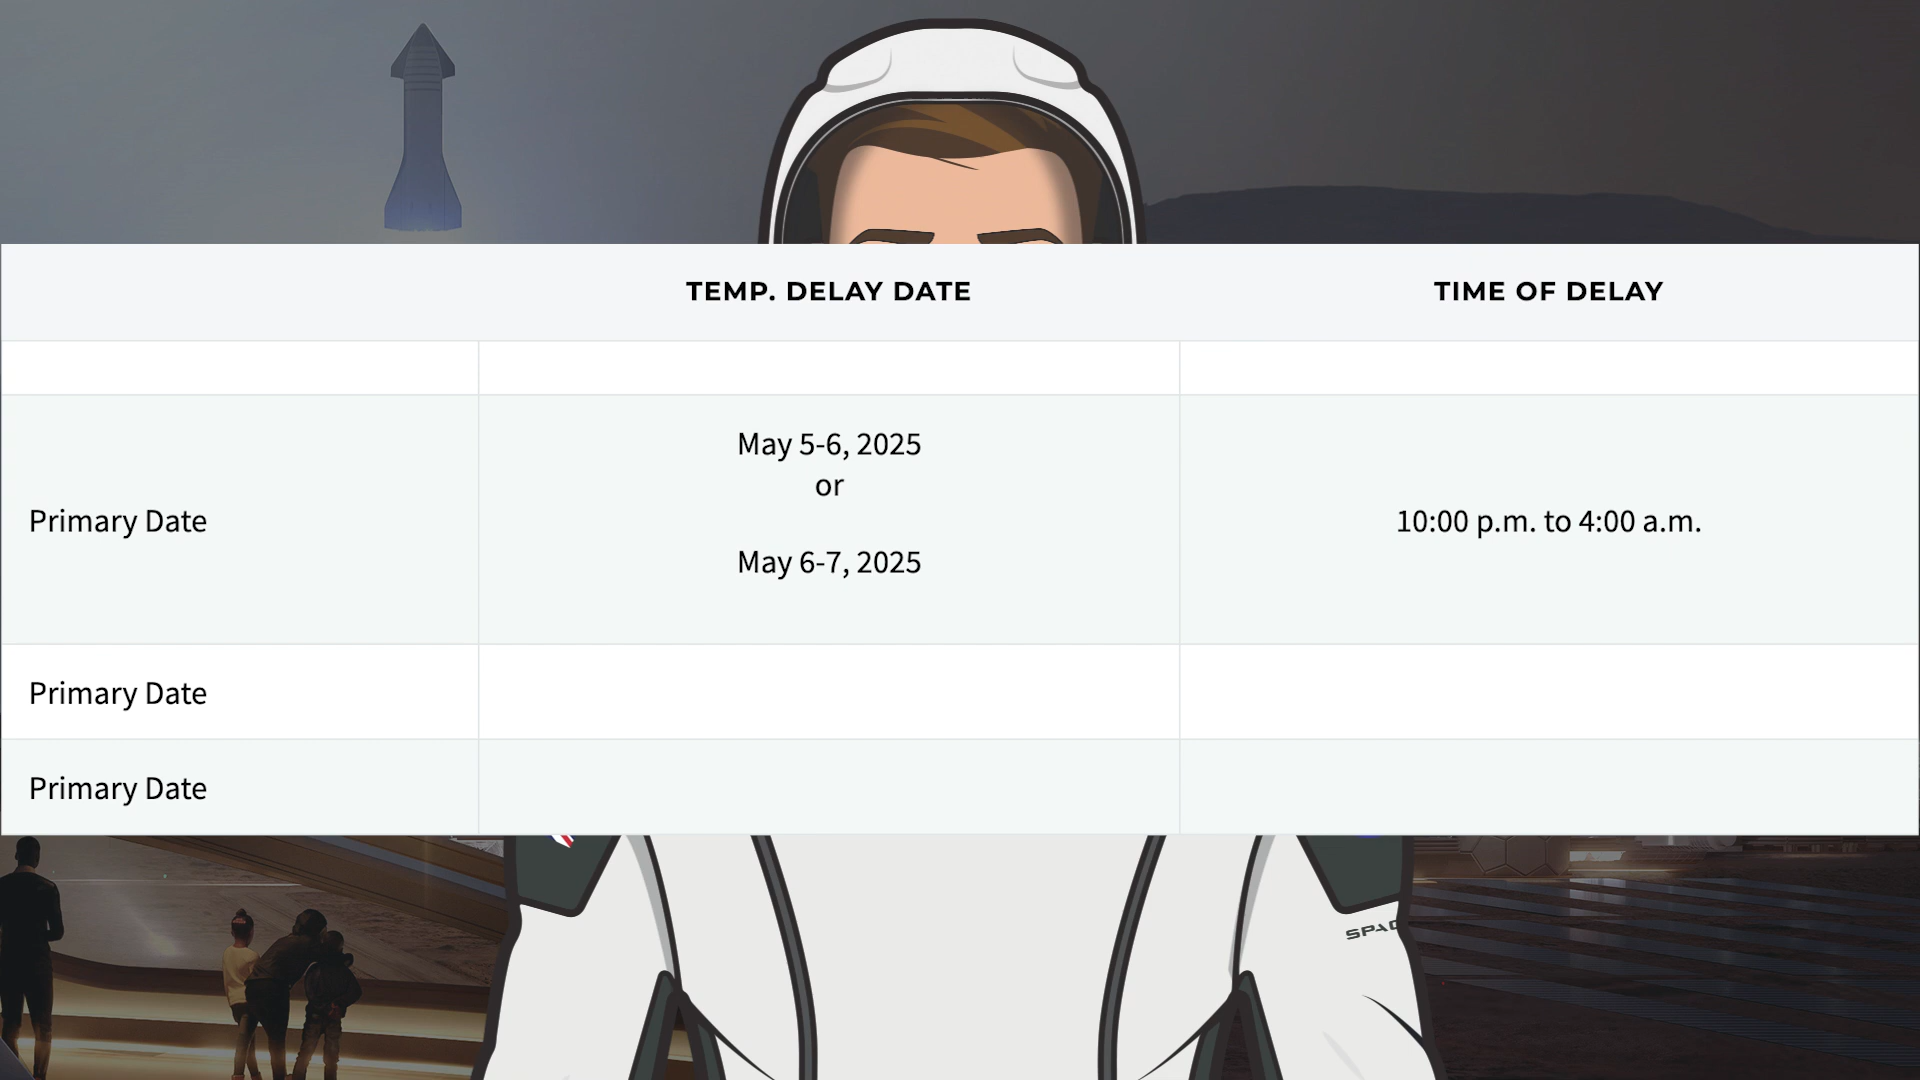 TEMP. DELAY DATE
TIME OF DELAY
Primary Date
May 5-6, 2025
or
May 6-7, 2025
10:00 p.m. to 4:00 a.m.
Primary Date
Primary Date
SPAC